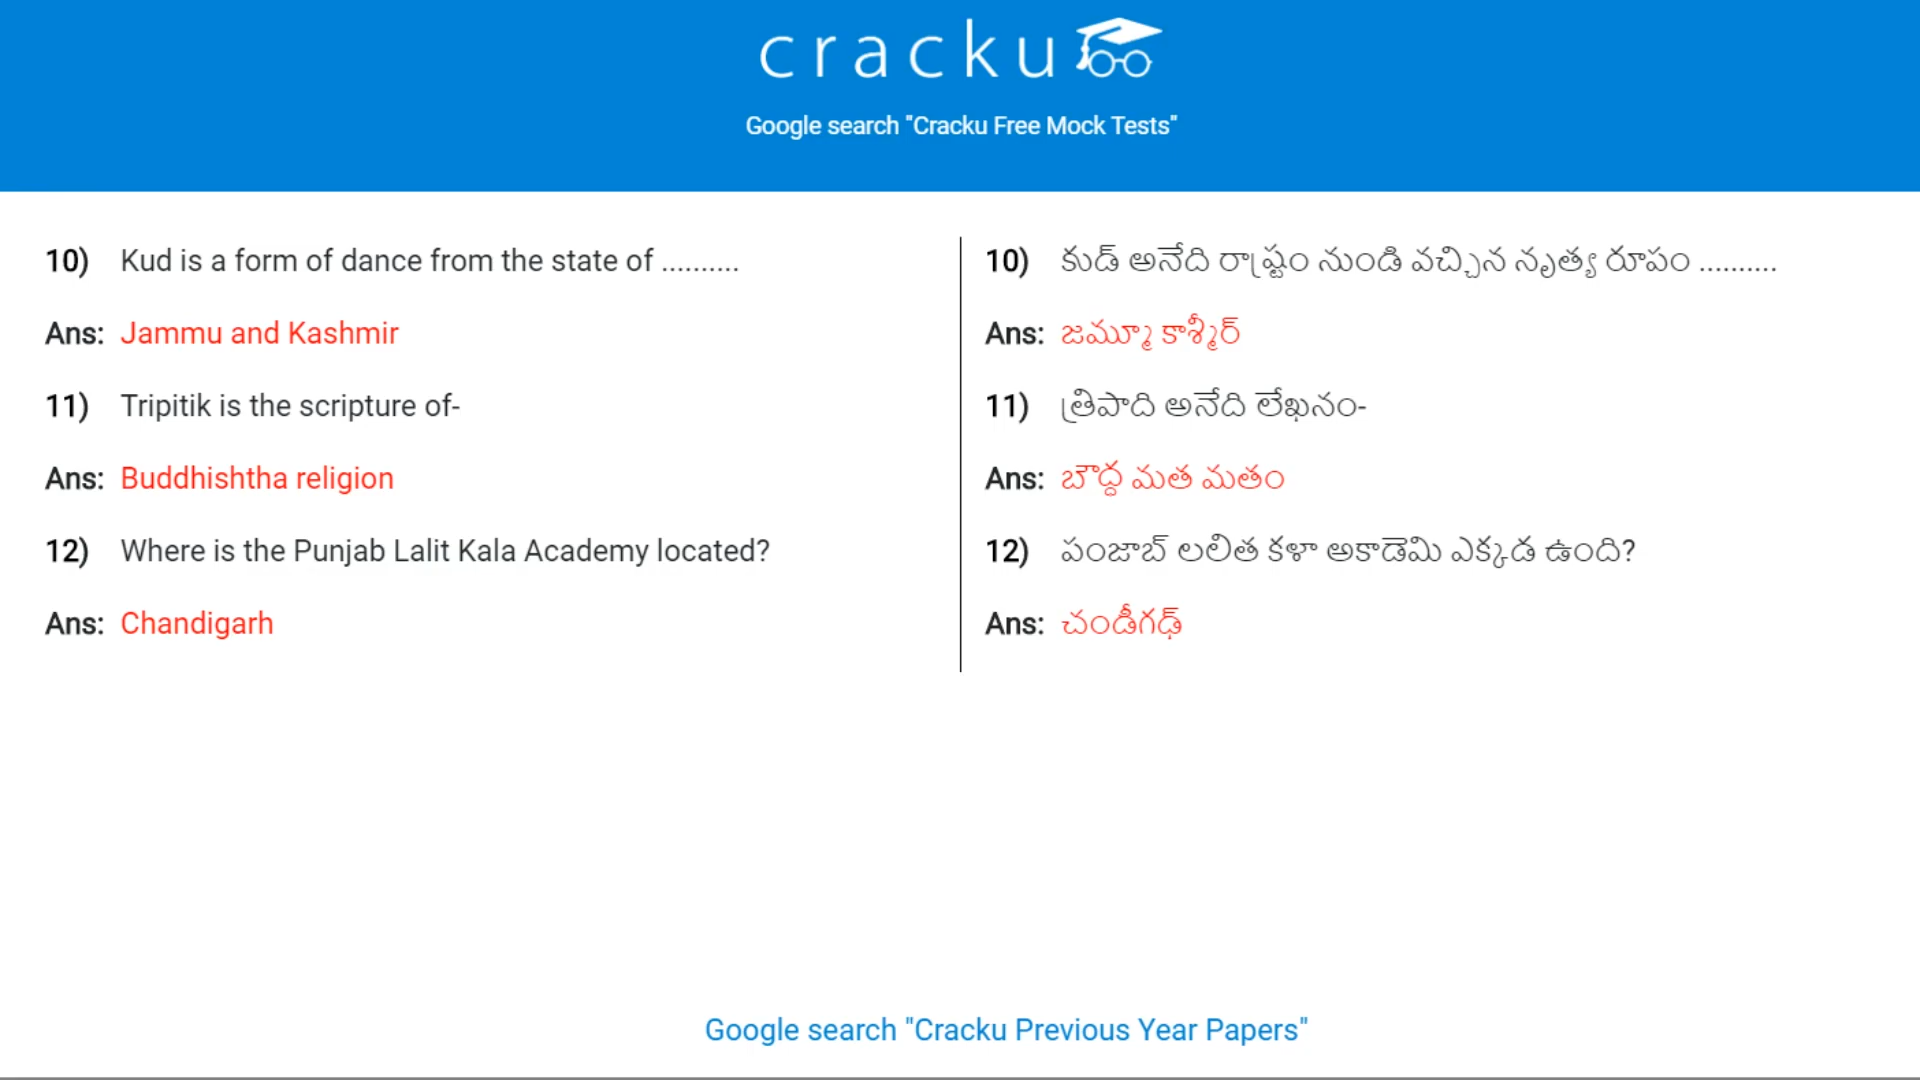 cracku
Google search "Cracku Free Mock Tests"
10) Kud is a form of dance from the state of ..........
Ans: Jammu and Kashmir
11) Tripitik is the scripture of-
Ans: Buddhishtha religion
12) Where is the Punjab Lalit Kala Academy located?
Ans: Chandigarh
10) కుడ్ అనేది రాష్ట్రం నుండి వచ్చిన నృత్య రూపం ..........
Ans: జమ్మూ కాశ్మీర్
11) త్రిపాది అనేది లేఖనం-
Ans: బౌద్ధ మత మతం
12) పంజాబ్ లలిత కళా అకాడెమి ఎక్కడ ఉంది?
Ans: చండీగఢ్
Google search "Cracku Previous Year Papers"